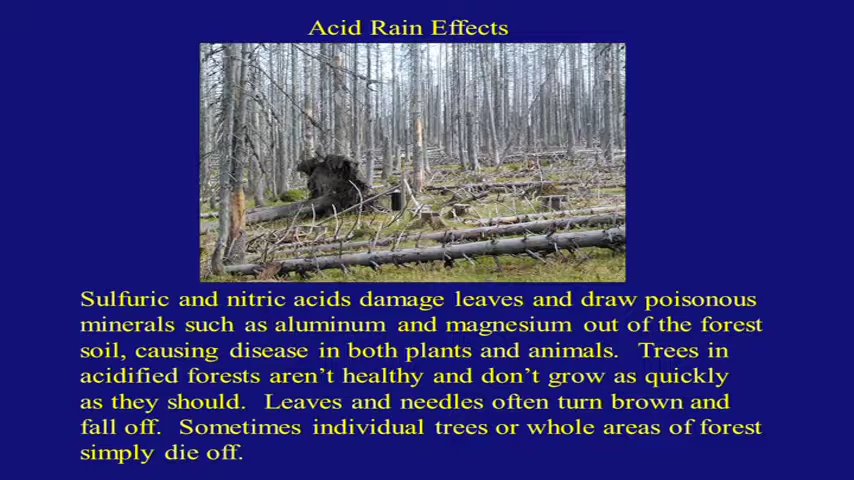 Acid Rain Effects
Sulfuric and nitric acids damage leaves and draw poisonous
minerals such as aluminum and magnesium out of the forest
soil, causing disease in both plants and animals.  Trees in
acidified forests aren’t healthy and don’t grow as quickly
as they should.  Leaves and needles often turn brown and
fall off.  Sometimes individual trees or whole areas of forest
simply die off.